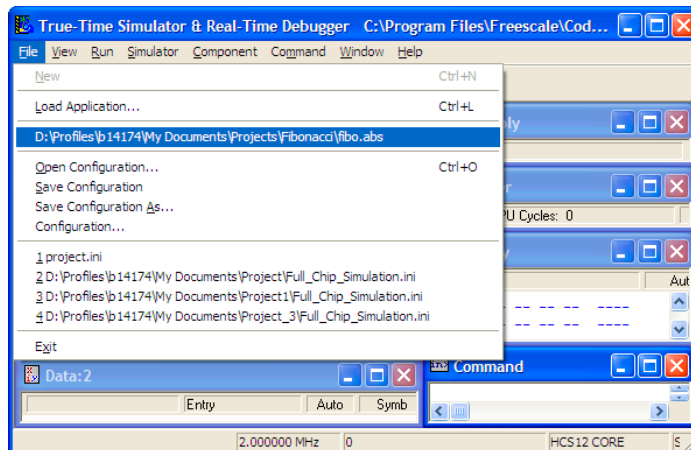 True-Time Simulator & Real-Time Debugger C:\Program Files\Freescale\Cod...
File View Run Simulator Component Command Window Help
New Ctrl+N
Load Application... Ctrl+L
D:\Profiles\b14174\My Documents\Projects\Fibonacci\fibo.abs
Open Configuration... Ctrl+O
Save Configuration
Save Configuration As...
Configuration...
1 project.ini
2 D:\Profiles\b14174\My Documents\Project\Full_Chip_Simulation.ini
3 D:\Profiles\b14174\My Documents\Project1\Full_Chip_Simulation.ini
4 D:\Profiles\b14174\My Documents\Project_3\Full_Chip_Simulation.ini
Exit
PU Cycles: 0
Aut
Data:2
Entry Auto Symb
Command
2.000000 MHz 0 HCS12 CORE S